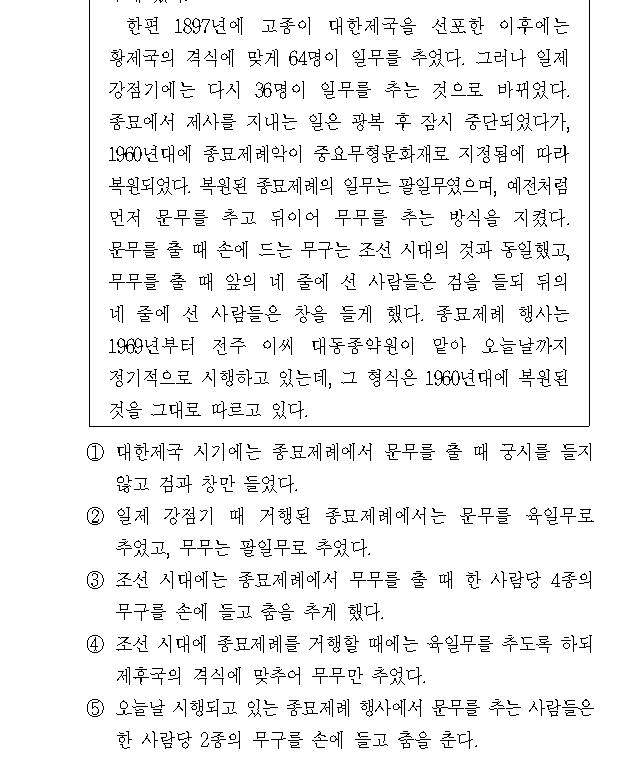 한편 1897년에 고종이 대한제국을 선포한 이후에는
황제국의 격식에 맞게 64명이 일무를 추었다. 그러나 일제
강점기에는 다시 36명이 일무를 추는 것으로 바뀌었다.
종묘에서 제사를 지내는 일은 광복 후 잠시 중단되었다가,
1960년대에 종묘제례악이 중요무형문화재로 지정됨에 따라
복원되었다. 복원된 종묘제례의 일무는 팔일무였으며, 예전처럼
먼저 문무를 추고 뒤이어 무무를 추는 방식을 지켰다.
문무를 출 때 손에 드는 무구는 조선 시대의 것과 동일했고,
무무를 출 때 앞의 네 줄에 선 사람들은 검을 들되 뒤의
네 줄에 선 사람들은 창을 들게 했다. 종묘제례 행사는
1969년부터 전주 이씨 대동종약원이 맡아 오늘날까지
정기적으로 시행하고 있는데, 그 형식은 1960년대에 복원된
것을 그대로 따르고 있다.
① 대한제국 시기에는 종묘제례에서 문무를 출 때 궁시를 들지
않고 검과 창만 들었다.
② 일제 강점기 때 거행된 종묘제례에서는 문무를 육일무로
추었고, 무무는 팔일무로 추었다.
③ 조선 시대에는 종묘제례에서 무무를 출 때 한 사람당 4종의
무구를 손에 들고 춤을 추게 했다.
④ 조선 시대에 종묘제례를 거행할 때에는 육일무를 추도록 하되
제후국의 격식에 맞추어 무무만 추었다.
⑤ 오늘날 시행되고 있는 종묘제례 행사에서 문무를 추는 사람들은
한 사람당 2종의 무구를 손에 들고 춤을 춘다.